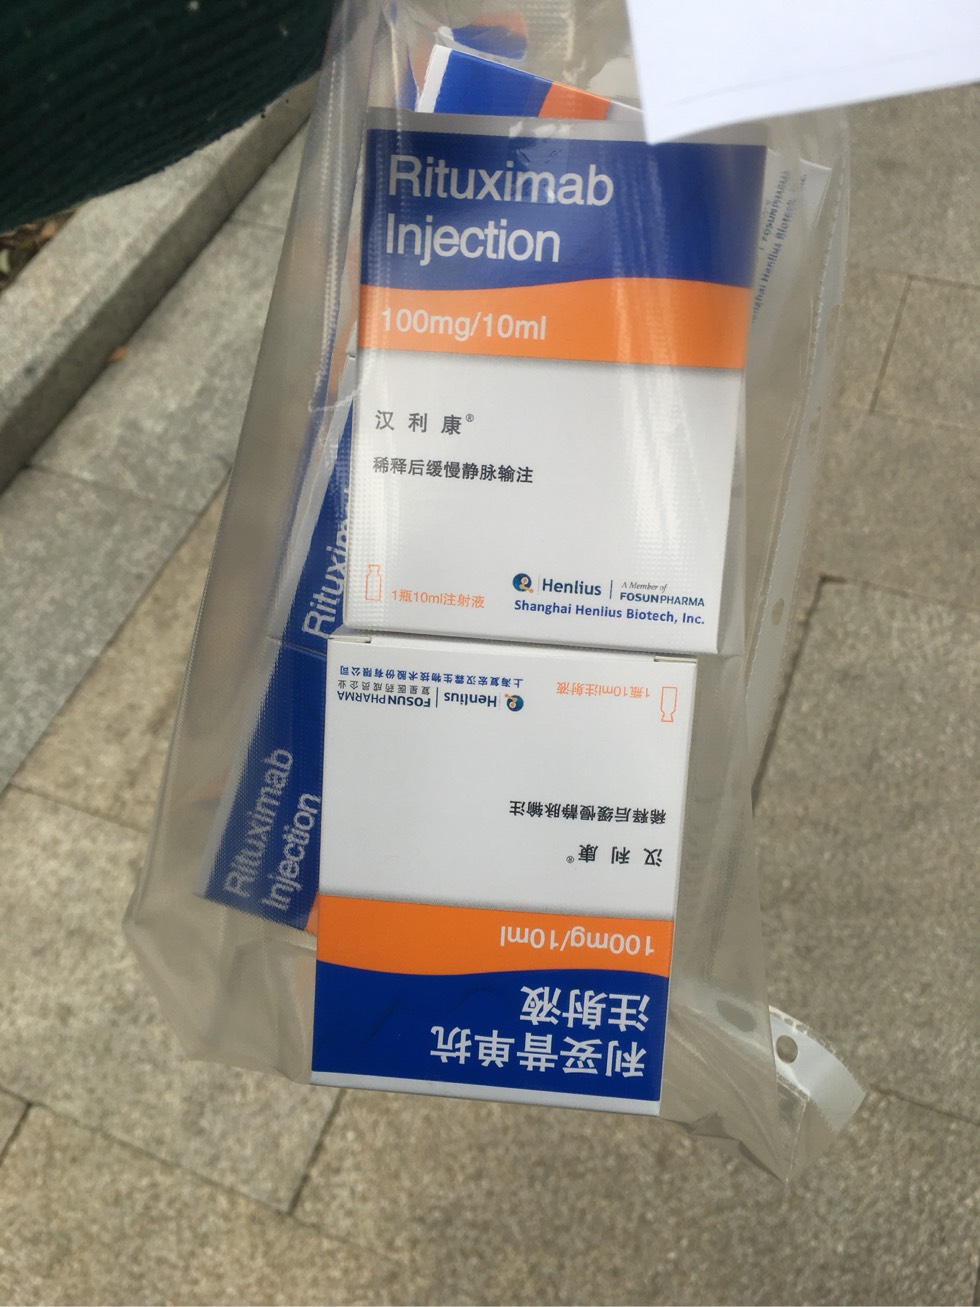 Rituximab
Injection
100mg/10ml
汉利康®
稀释后缓慢静脉输注
1瓶10ml注射液
Henlius
A Member of
FOSUNPHARMA
Shanghai Henlius Biotech, Inc.
FOSUNPHARMA
Henlius Biotech
Rituxim
Rituximab
Injection
利妥昔单抗
注射液
100mg/10ml
汉利康®
稀释后缓慢静脉输注
1瓶10ml注射液
Henlius
FOSUNPHARMA
复星医药成员企业
上海复宏汉霖生物技术股份有限公司